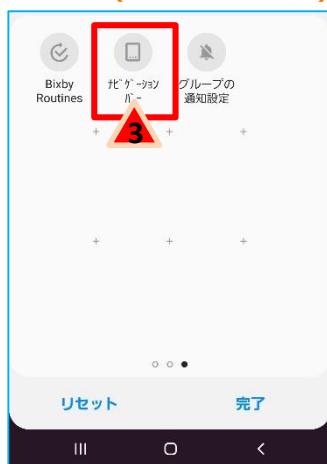 Bixby
Routines
ﾅﾋﾞｹﾞｰｼｮﾝ
ﾊﾞｰ
グループの
通知設定
3
リセット
完了